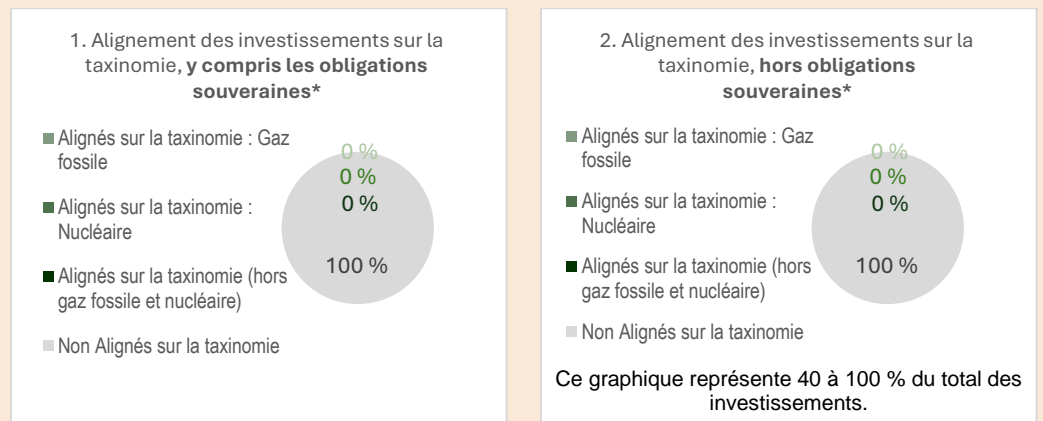 1. Alignement des investissements sur la
taxinomie, y compris les obligations
souveraines*
Alignés sur la taxinomie : Gaz
fossile
Alignés sur la taxinomie :
Nucléaire
Alignés sur la taxinomie (hors
gaz fossile et nucléaire)
Non Alignés sur la taxinomie
0 %
0 %
0 %
100 %
2. Alignement des investissements sur la
taxinomie, hors obligations
souveraines*
Alignés sur la taxinomie : Gaz
fossile
Alignés sur la taxinomie :
Nucléaire
Alignés sur la taxinomie (hors
gaz fossile et nucléaire)
Non Alignés sur la taxinomie
0 %
0 %
0 %
100 %
Ce graphique représente 40 à 100 % du total des
investissements.